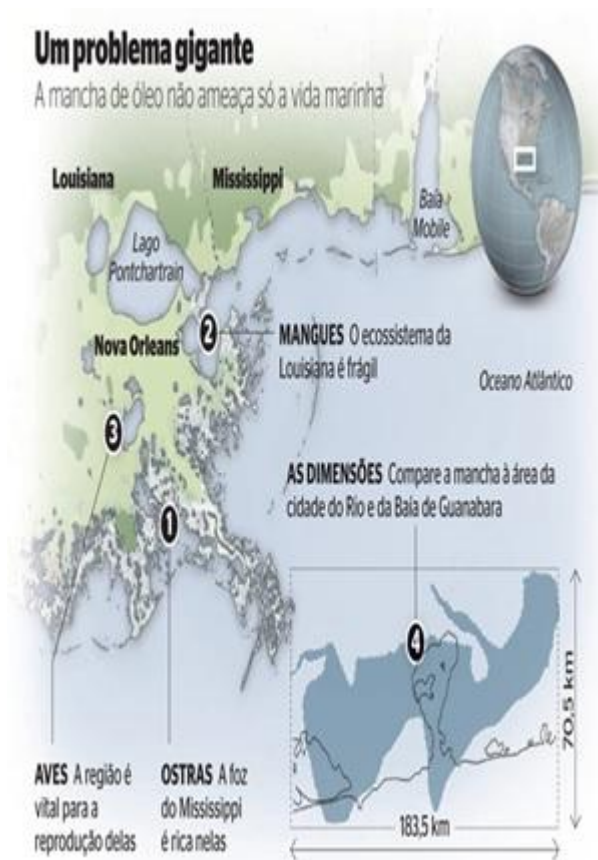 Um problema gigante
A mancha de óleo não ameaça só a vida marinha
Louisiana
Mississippi
Lago
Pontchartrain
Baía
Mobile
Nova Orleans
2
MANGUES O ecossistema da
Louisiana é frágil
Oceano Atlântico
3
1
AS DIMENSÕES Compare a mancha à área da
cidade do Rio e da Baía de Guanabara
4
70,5 km
183,5 km
AVES A região é
vital para a
reprodução delas
OSTRAS A foz
do Mississippi
é rica nelas